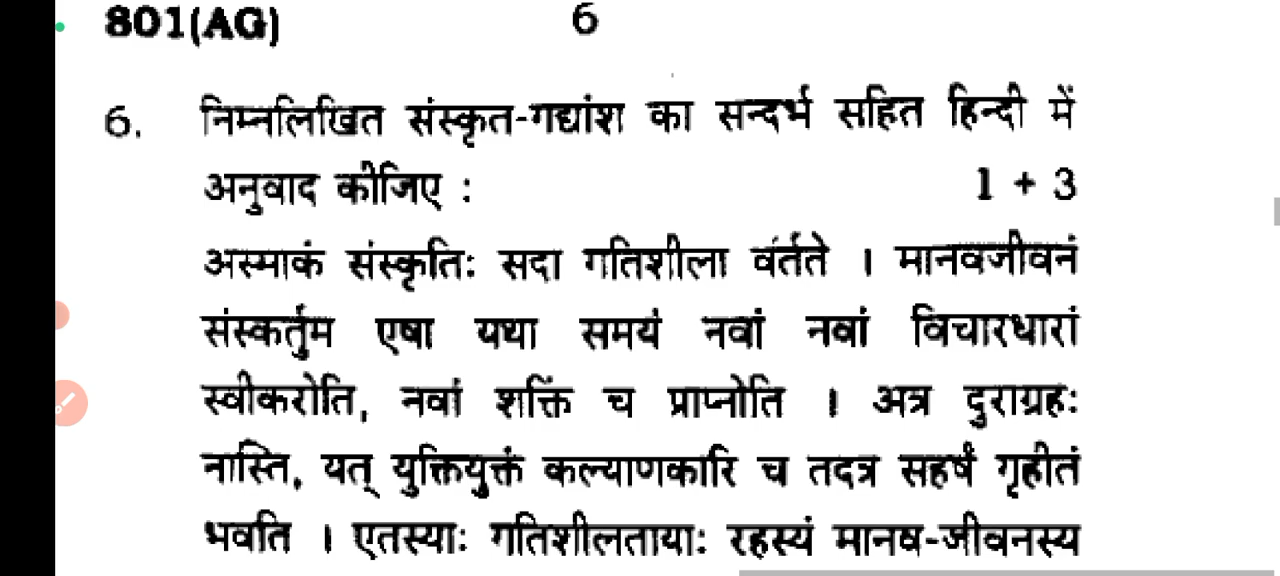 801(AG) 6
6. निम्नलिखित संस्कृत-गद्यांश का सन्दर्भ सहित हिन्दी में
अनुवाद कीजिए : 1 + 3
अस्माकं संस्कृतिः सदा गतिशीला वर्तते । मानवजीवनं
संस्कर्तुम एषा यथा समयं नवां नवां विचारधारां
स्वीकरोति, नवां शक्तिं च प्राप्नोति । अत्र दुराग्रहः
नास्ति, यत् युक्तियुक्तं कल्याणकारि च तदत्र सहर्षं गृहीतं
भवति । एतस्याः गतिशीलतायाः रहस्यं मानव-जीवनस्य